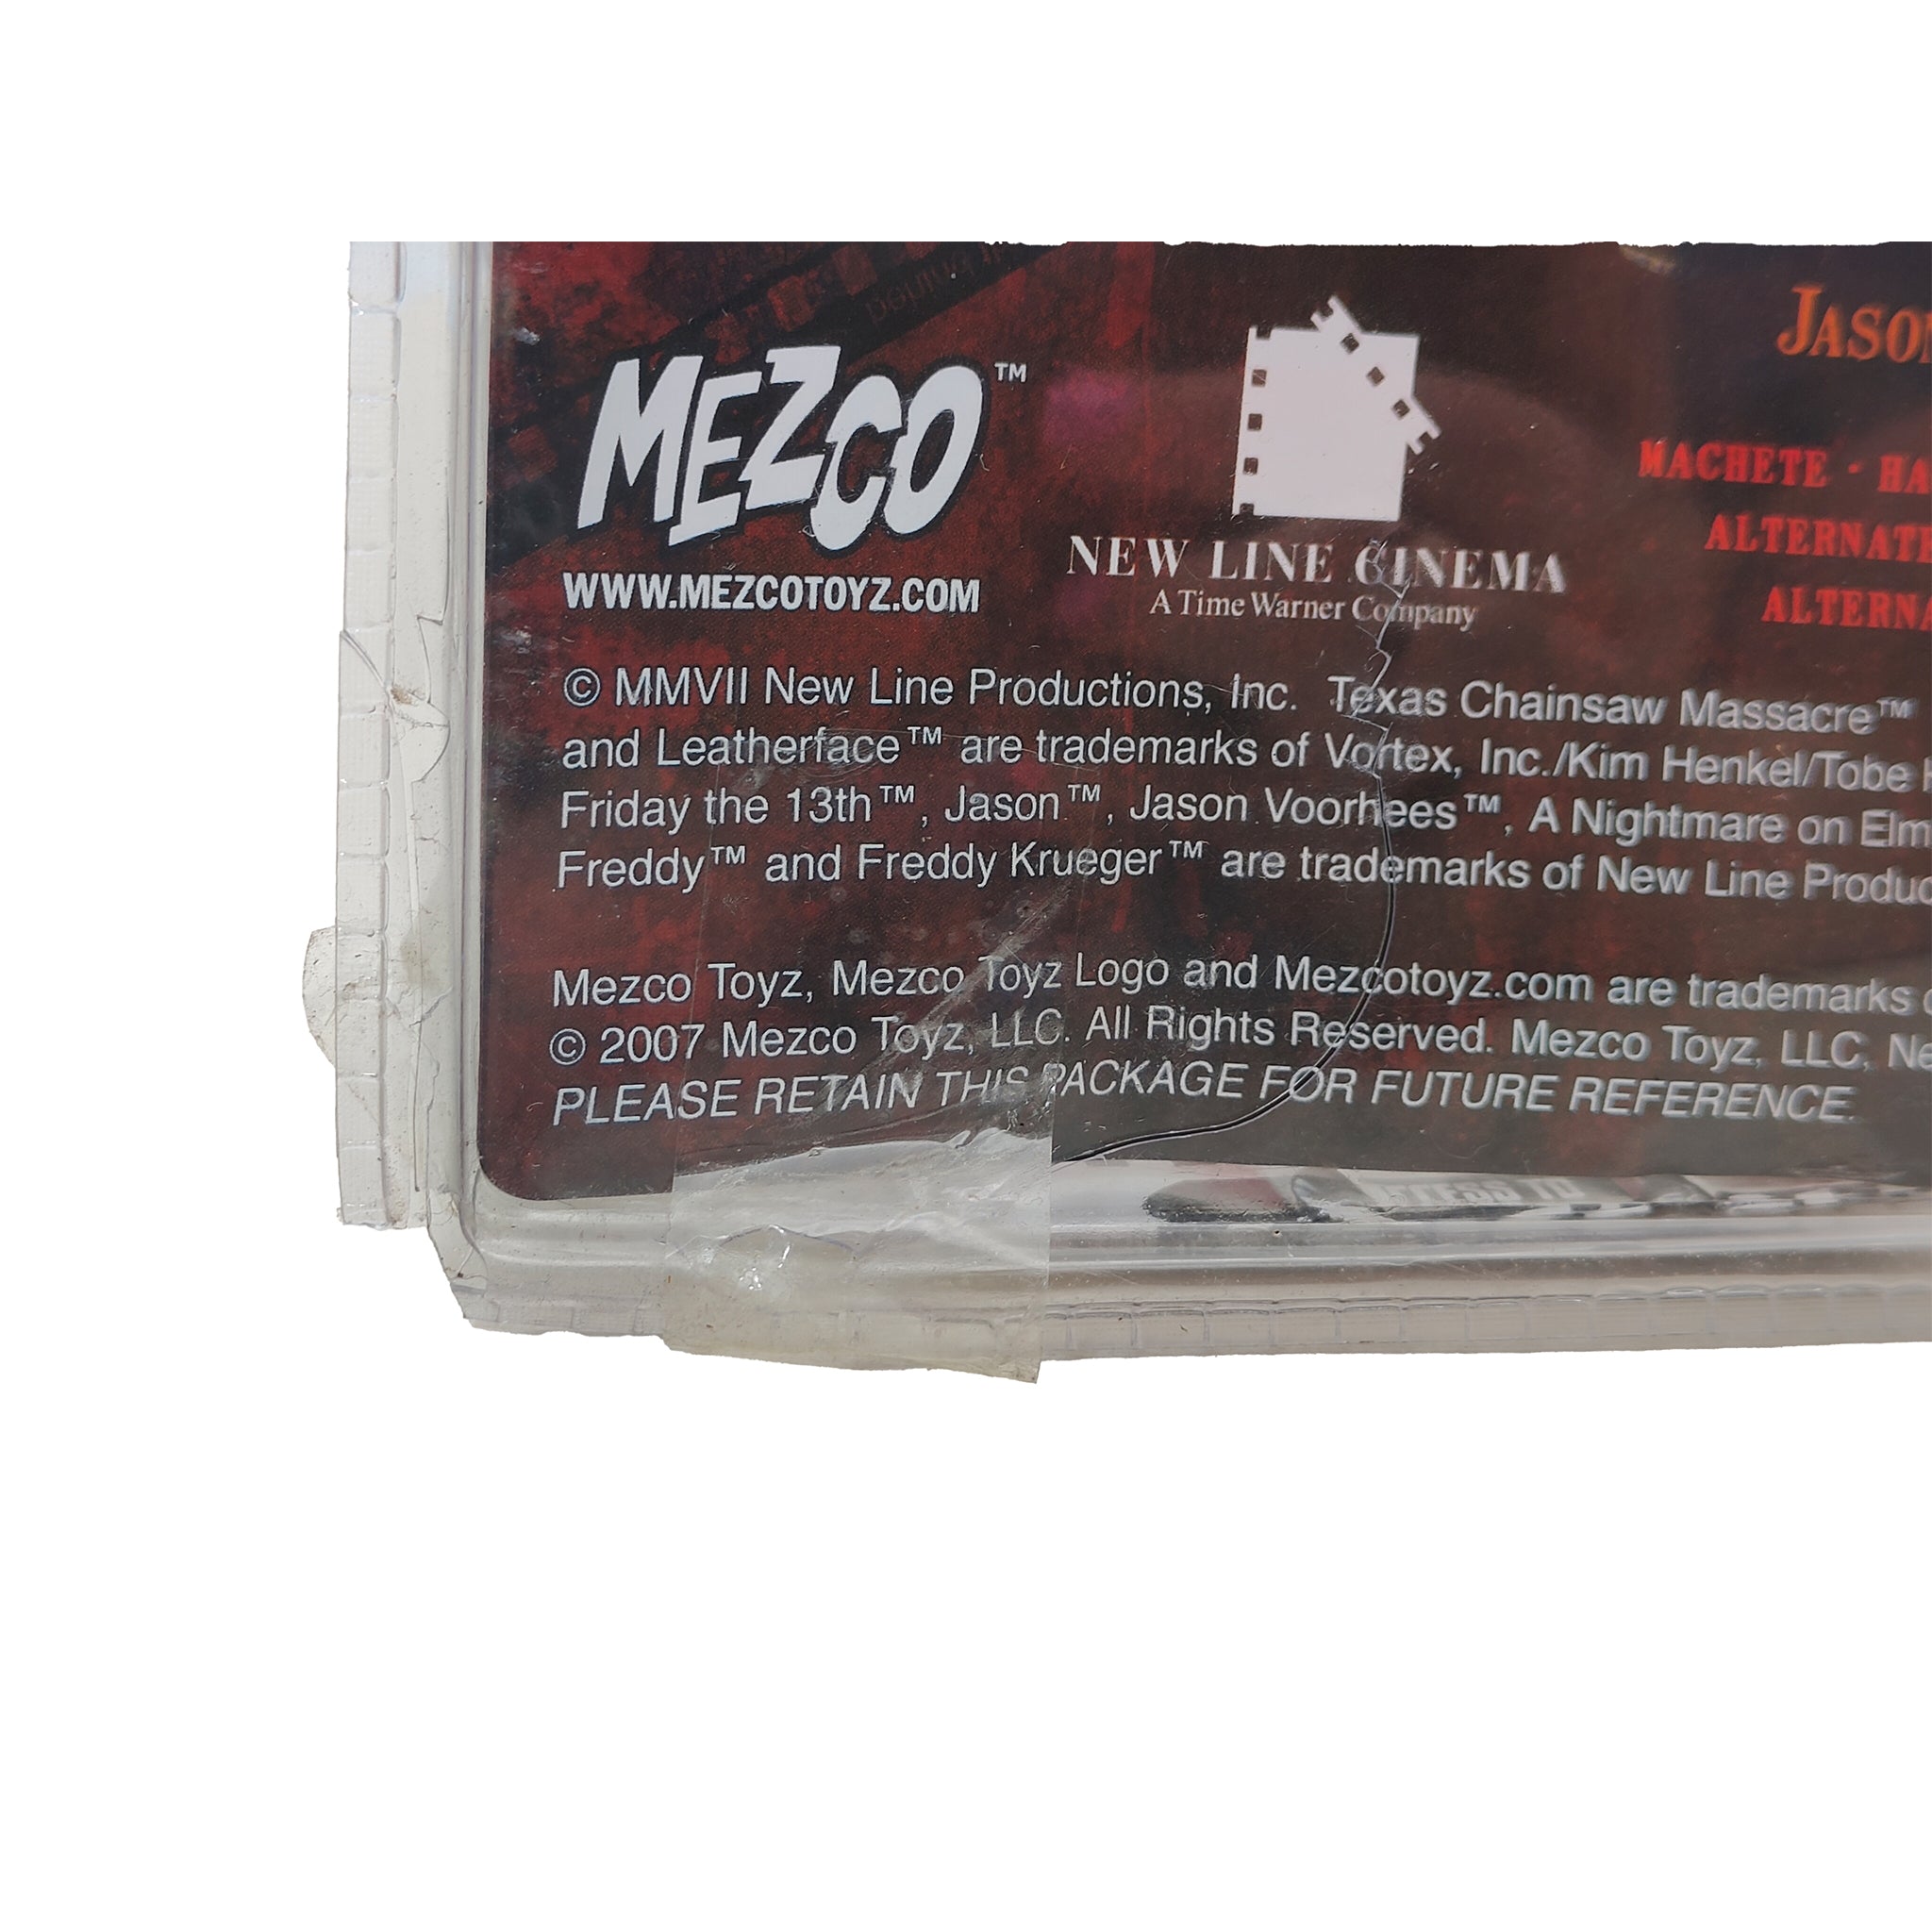 MEZCO™
WWW.MEZCOTOYZ.COM
NEW LINE CINEMA
A Time Warner Company
JASON
MACHETE · HA
ALTERNATE
ALTERNA
© MMVII New Line Productions, Inc. Texas Chainsaw Massacre™
and Leatherface™ are trademarks of Vortex, Inc./Kim Henkel/Tobe
Friday the 13th™, Jason™, Jason Voorhees™, A Nightmare on Elm
Freddy™ and Freddy Krueger™ are trademarks of New Line Produc
Mezco Toyz, Mezco Toyz Logo and Mezcotoyz.com are trademarks
© 2007 Mezco Toyz, LLC. All Rights Reserved. Mezco Toyz, LLC, Ne
PLEASE RETAIN THIS PACKAGE FOR FUTURE REFERENCE.